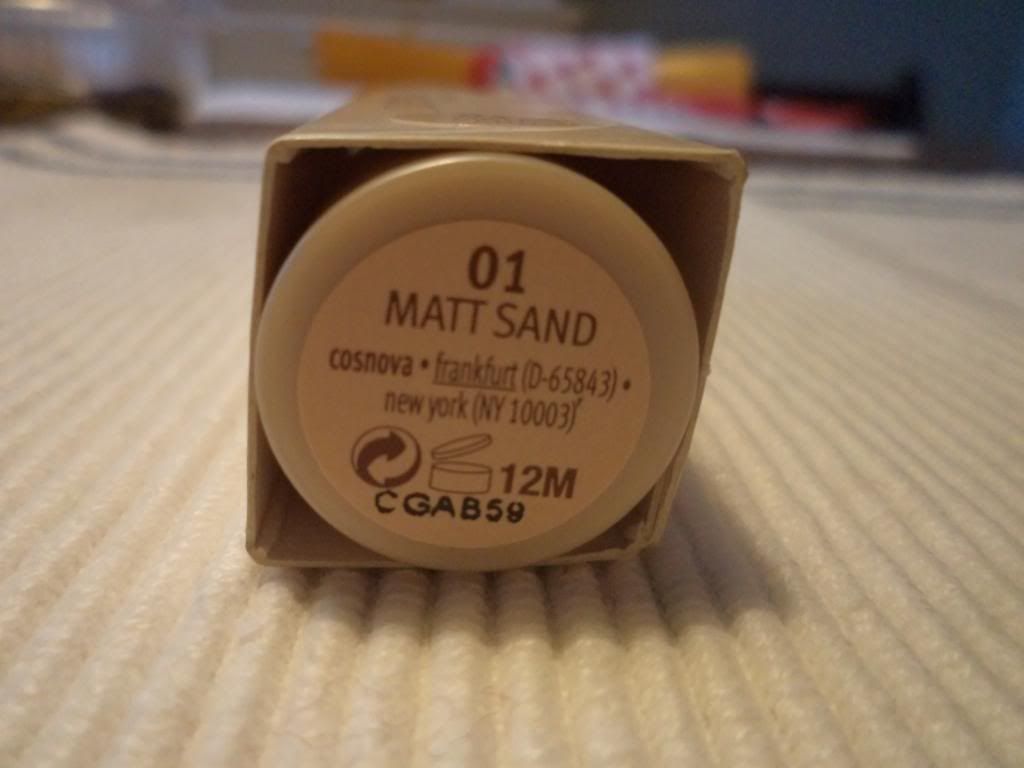 01
MATT SAND
cosnova • frankfurt (D-65843) •
new york (NY 10003)
12M
CGAB59